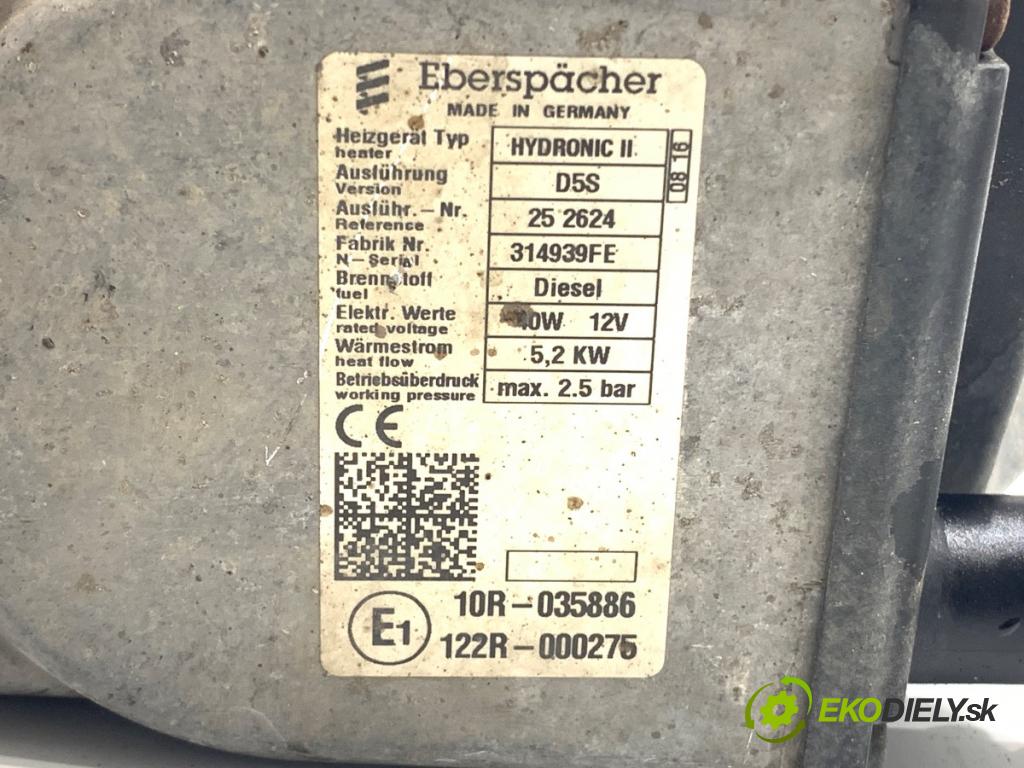 Eberspächer
MADE IN GERMANY
Heizgerät Typ HYDRONIC II
heater
Ausführung D5S
Version
Ausführ.-Nr. 25 2624
Reference
Fabrik Nr. 314939FE
N-Serial
Brennstoff Diesel
fuel
Elektr. Werte 12V
rated voltage
Wärmestrom 5,2 KW
heat flow
Betriebsüberdruck max. 2.5 bar
working pressure
08 16
CE
E1
10R-035886
122R-000275
EKODIELY.sk